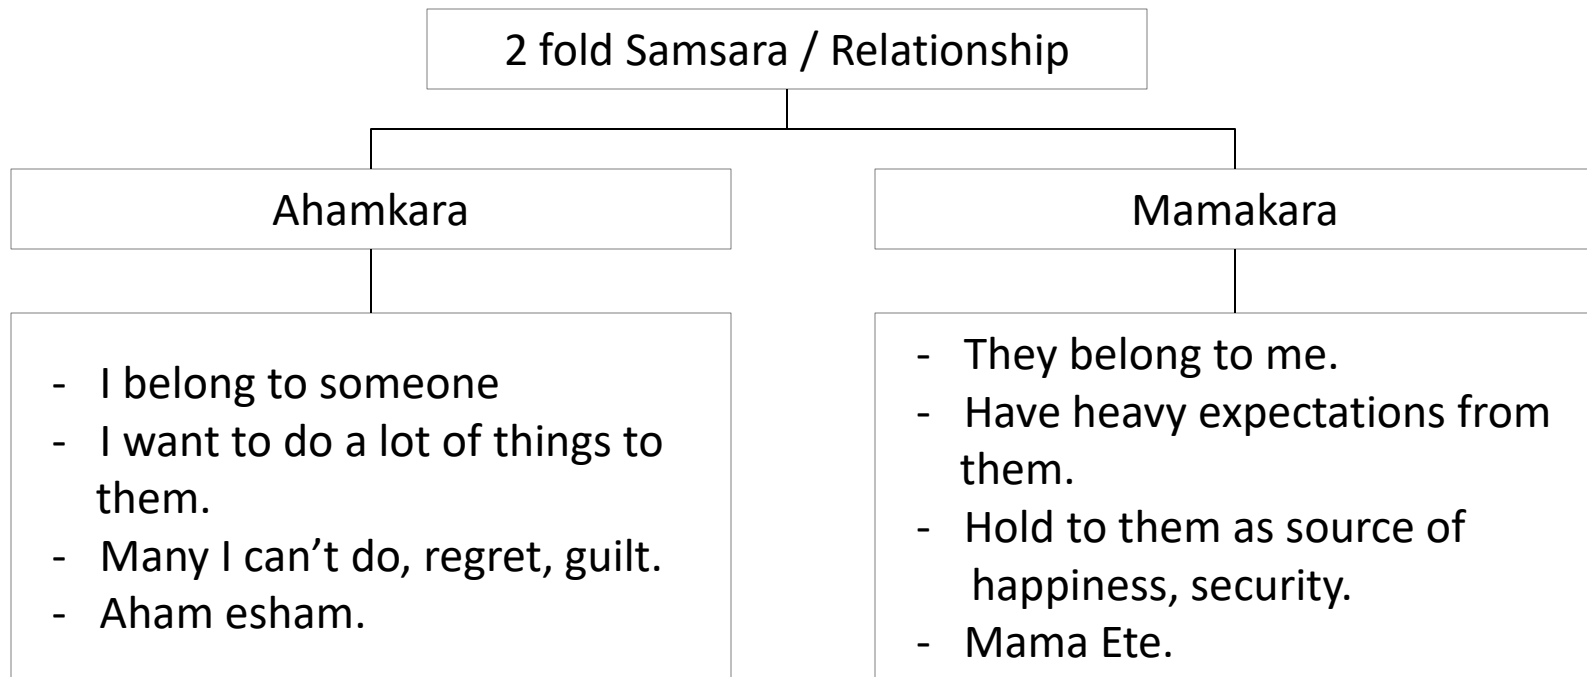 2 fold Samsara / Relationship
Ahamkara
Mamakara
- I belong to someone
- I want to do a lot of things to
them.
- Many I can’t do, regret, guilt.
- Aham esham.
- They belong to me.
- Have heavy expectations from
them.
- Hold to them as source of
happiness, security.
- Mama Ete.